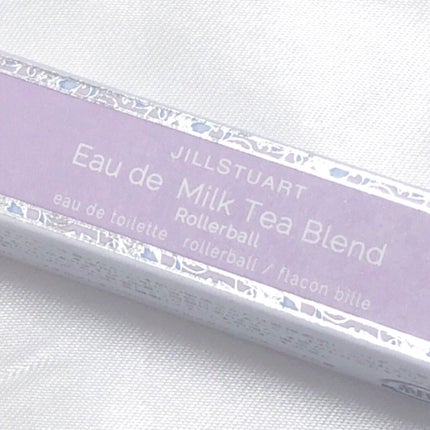 JILLSTUART
Eau de Milk Tea Blend
Rollerball
eau de toilette rollerball / flacon bille